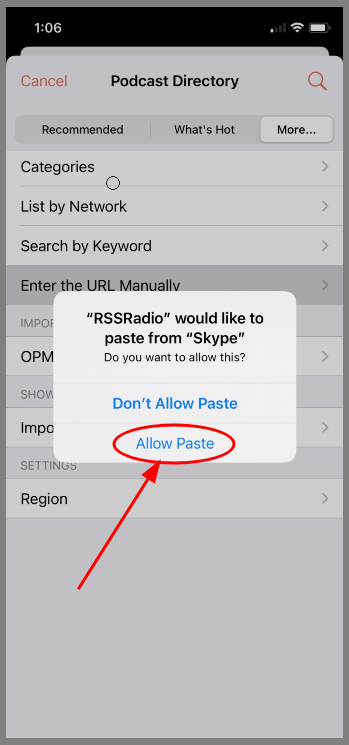 1:06
Cancel
Podcast Directory
Recommended
What's Hot
More...
Categories
List by Network
Search by Keyword
Enter the URL Manually
IMPOR
OPM
SHOW
Impo
SETTINGS
Region
“RSSRadio” would like to
paste from “Skype”
Do you want to allow this?
Don’t Allow Paste
Allow Paste